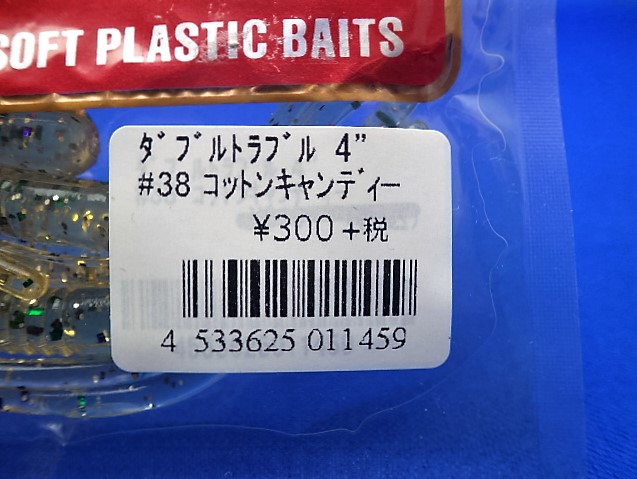 SOFT PLASTIC BAITS
ﾀﾞﾌﾞﾙﾄﾗﾌﾞﾙ 4”
#38 ｺｯﾄﾝｷｬﾝﾃﾞｨｰ
¥300+税
4 533625 011459